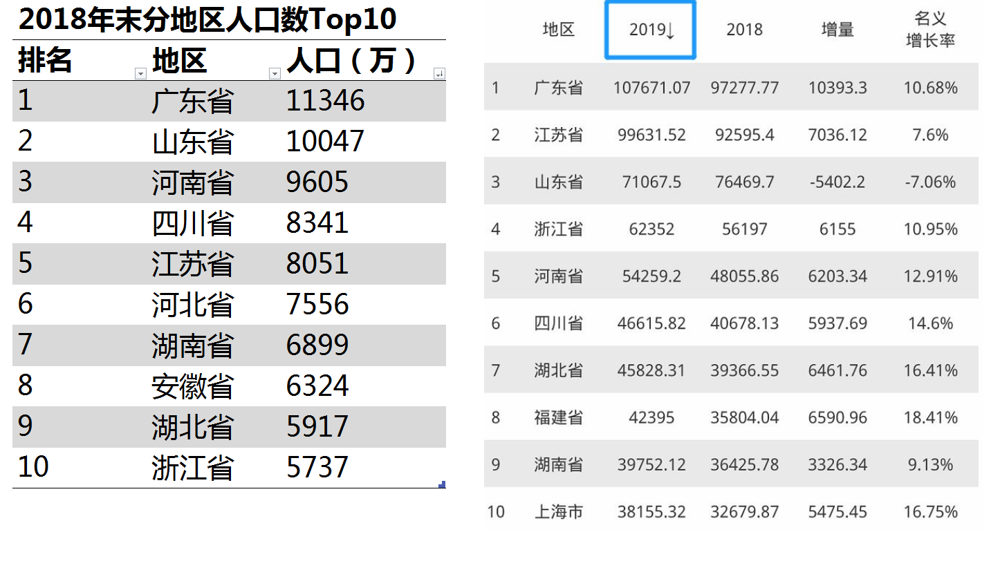 2018年末分地区人口数Top10
排名 地区 人口（万）
1 广东省 11346
2 山东省 10047
3 河南省 9605
4 四川省 8341
5 江苏省 8051
6 河北省 7556
7 湖南省 6899
8 安徽省 6324
9 湖北省 5917
10 浙江省 5737
地区 2019↓ 2018 增量 名义
增长率
1 广东省 107671.07 97277.77 10393.3 10.68%
2 江苏省 99631.52 92595.4 7036.12 7.6%
3 山东省 71067.5 76469.7 -5402.2 -7.06%
4 浙江省 62352 56197 6155 10.95%
5 河南省 54259.2 48055.86 6203.34 12.91%
6 四川省 46615.82 40678.13 5937.69 14.6%
7 湖北省 45828.31 39366.55 6461.76 16.41%
8 福建省 42395 35804.04 6590.96 18.41%
9 湖南省 39752.12 36425.78 3326.34 9.13%
10 上海市 38155.32 32679.87 5475.45 16.75%